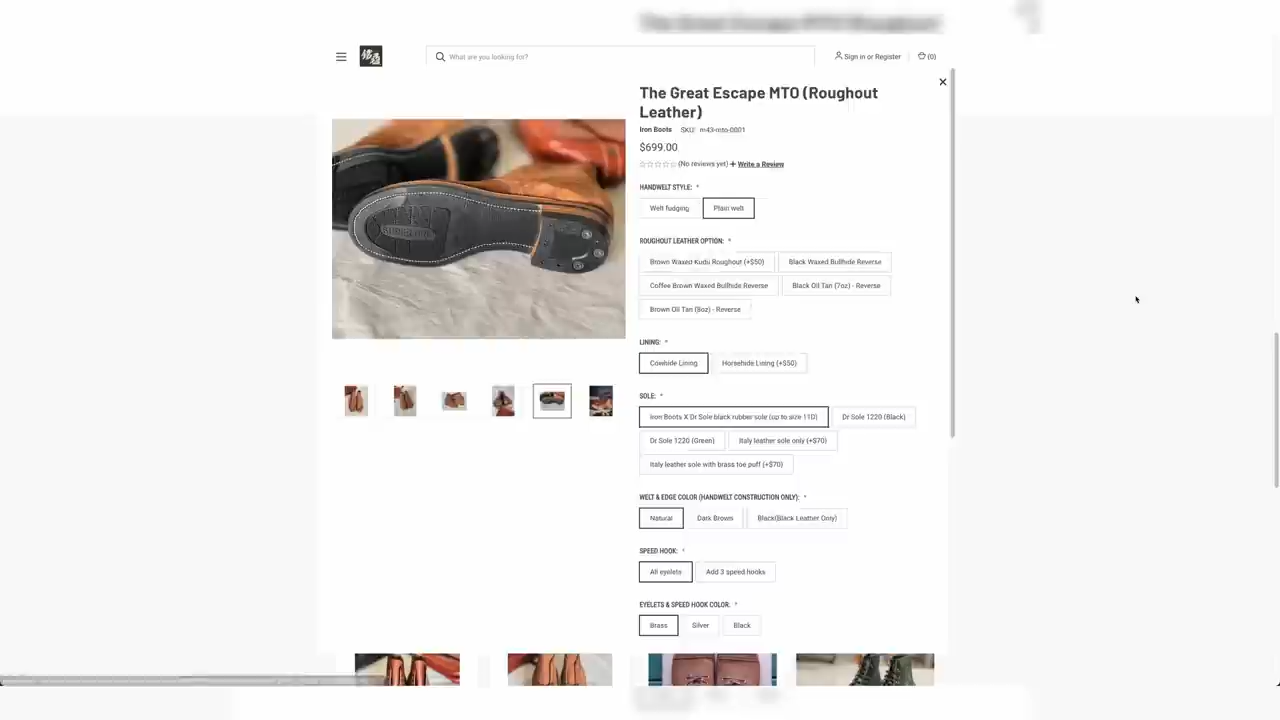 What are you looking for?
Sign in or Register
(0)
The Great Escape MTO (Roughout
Leather)
Iron Boots SKU: m43-mto-0001
$699.00
(No reviews yet) Write a Review
HANDWELT STYLE: *
Welt fudging Plain welt
ROUGHOUT LEATHER OPTION: *
Brown Waxed Kudu Roughout (+$50) Black Waxed Bullhide Reverse
Coffee Brown Waxed Bullhide Reverse Black Oil Tan (7oz) - Reverse
Brown Oil Tan (8oz) - Reverse
LINING: *
Cowhide Lining Horsehide Lining (+$50)
SOLE: *
Iron Boots X Dr Sole black rubber sole (up to size 11D) Dr Sole 1220 (Black)
Dr Sole 1220 (Green) Italy leather sole only (+$70)
Italy leather sole with brass toe puff (+$70)
WELT & EDGE COLOR (HANDWELT CONSTRUCTION ONLY): *
Natural Dark Brown Black(Black Leather Only)
SPEED HOOK: *
All eyelets Add 3 speed hooks
EYELETS & SPEED HOOK COLOR: *
Brass Silver Black